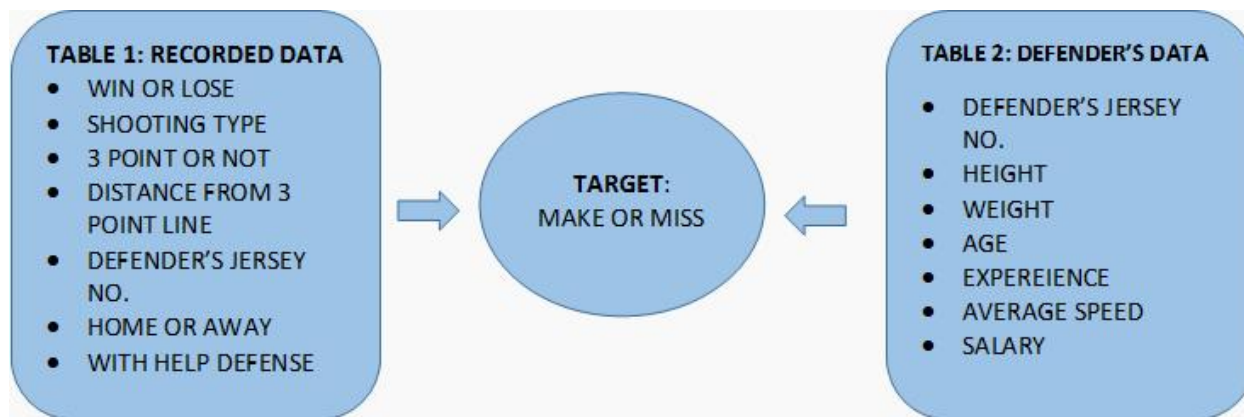 TABLE 1: RECORDED DATA
• WIN OR LOSE
• SHOOTING TYPE
• 3 POINT OR NOT
• DISTANCE FROM 3
POINT LINE
• DEFENDER'S JERSEY
NO.
• HOME OR AWAY
• WITH HELP DEFENSE
TARGET:
MAKE OR MISS
TABLE 2: DEFENDER'S DATA
• DEFENDER'S JERSEY
NO.
• HEIGHT
• WEIGHT
• AGE
• EXPEREIENCE
• AVERAGE SPEED
• SALARY